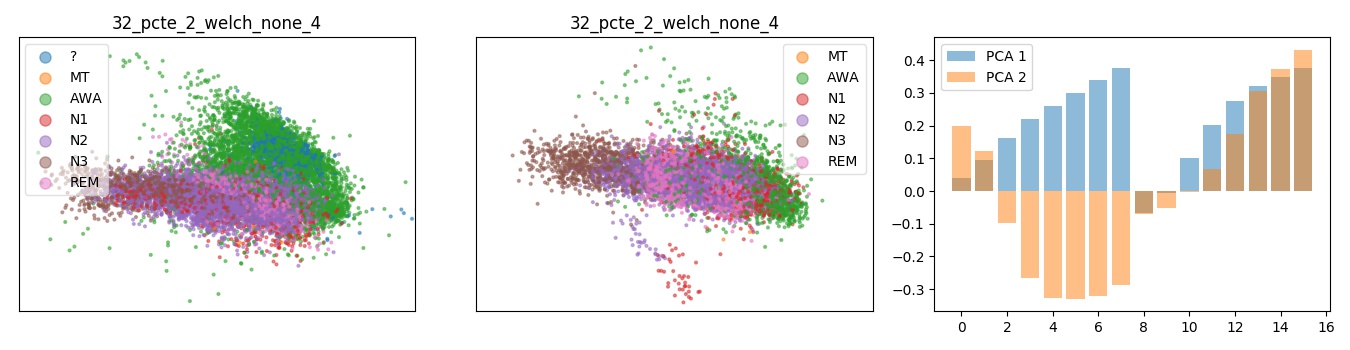 32_pcte_2_welch_none_4
?
MT
AWA
N1
N2
N3
REM
32_pcte_2_welch_none_4
MT
AWA
N1
N2
N3
REM
PCA 1
PCA 2
0.4
0.3
0.2
0.1
0.0
−0.1
−0.2
−0.3
0 2 4 6 8 10 12 14 16